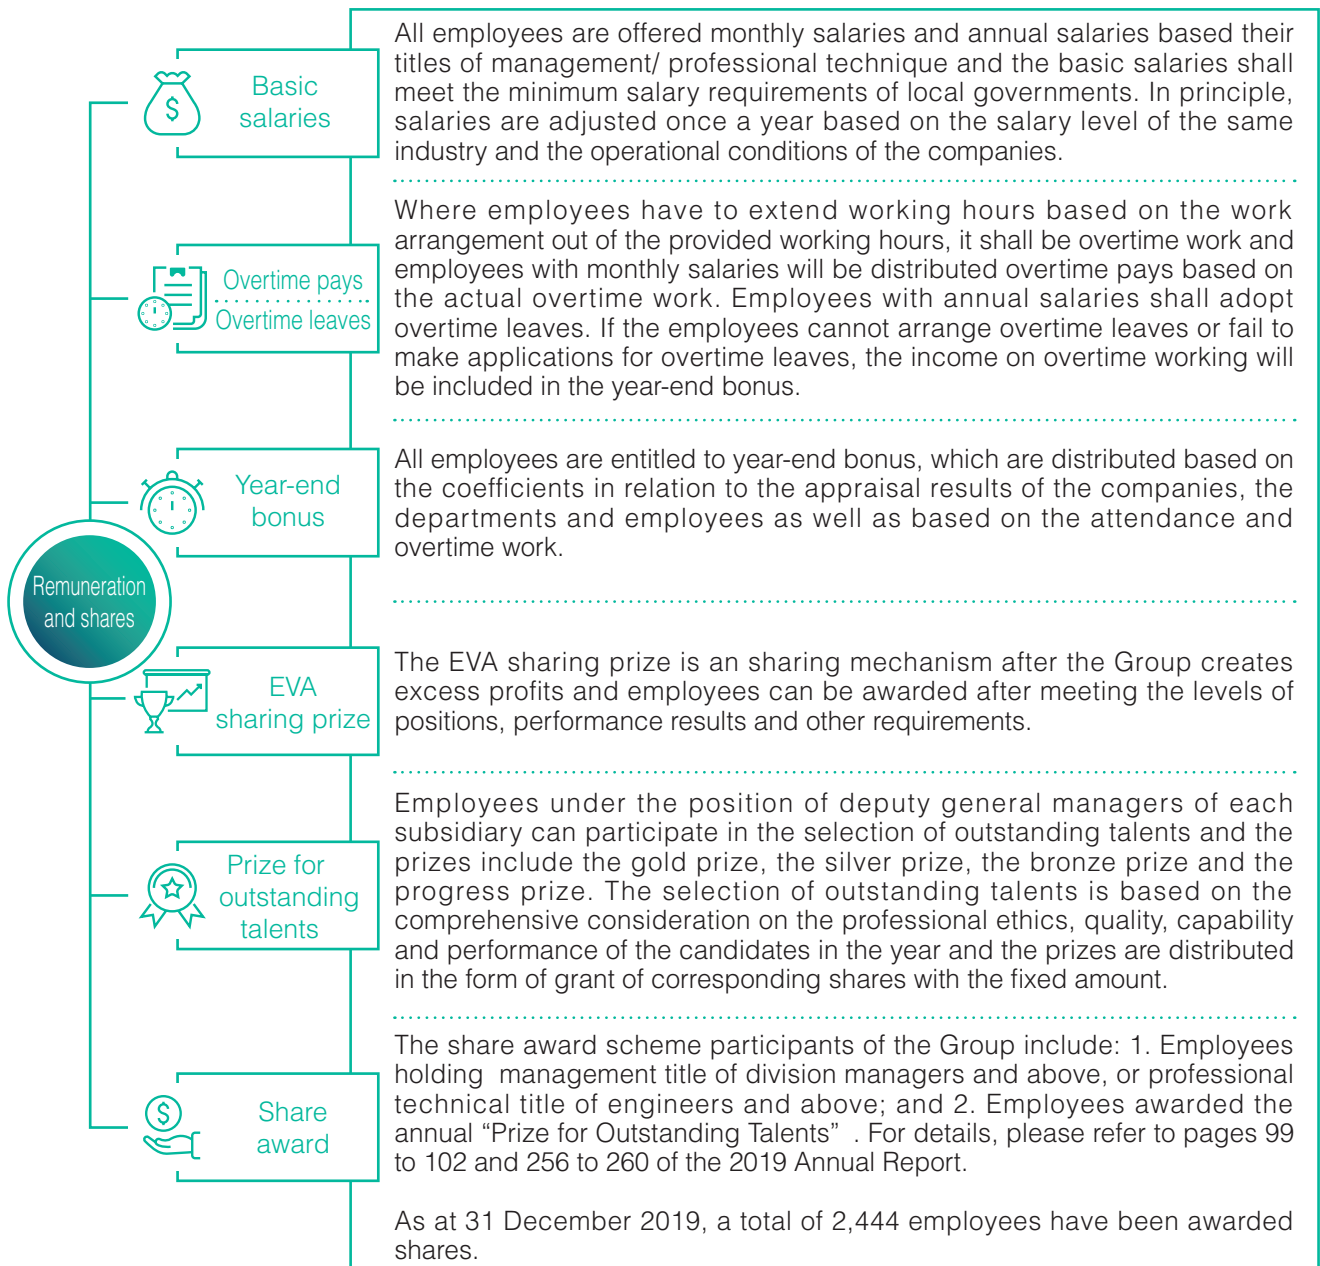 Remuneration
and shares
Basic
salaries
All employees are offered monthly salaries and annual salaries based their
titles of management/ professional technique and the basic salaries shall
meet the minimum salary requirements of local governments. In principle,
salaries are adjusted once a year based on the salary level of the same
industry and the operational conditions of the companies.
Overtime pays
Overtime leaves
Where employees have to extend working hours based on the work
arrangement out of the provided working hours, it shall be overtime work and
employees with monthly salaries will be distributed overtime pays based on
the actual overtime work. Employees with annual salaries shall adopt
overtime leaves. If the employees cannot arrange overtime leaves or fail to
make applications for overtime leaves, the income on overtime working will
be included in the year-end bonus.
Year-end
bonus
All employees are entitled to year-end bonus, which are distributed based on
the coefficients in relation to the appraisal results of the companies, the
departments and employees as well as based on the attendance and
overtime work.
EVA
sharing prize
The EVA sharing prize is an sharing mechanism after the Group creates
excess profits and employees can be awarded after meeting the levels of
positions, performance results and other requirements.
Prize for
outstanding
talents
Employees under the position of deputy general managers of each
subsidiary can participate in the selection of outstanding talents and the
prizes include the gold prize, the silver prize, the bronze prize and the
progress prize. The selection of outstanding talents is based on the
comprehensive consideration on the professional ethics, quality, capability
and performance of the candidates in the year and the prizes are distributed
in the form of grant of corresponding shares with the fixed amount.
Share
award
The share award scheme participants of the Group include: 1. Employees
holding management title of division managers and above, or professional
technical title of engineers and above; and 2. Employees awarded the
annual “Prize for Outstanding Talents” . For details, please refer to pages 99
to 102 and 256 to 260 of the 2019 Annual Report.
As at 31 December 2019, a total of 2,444 employees have been awarded
shares.